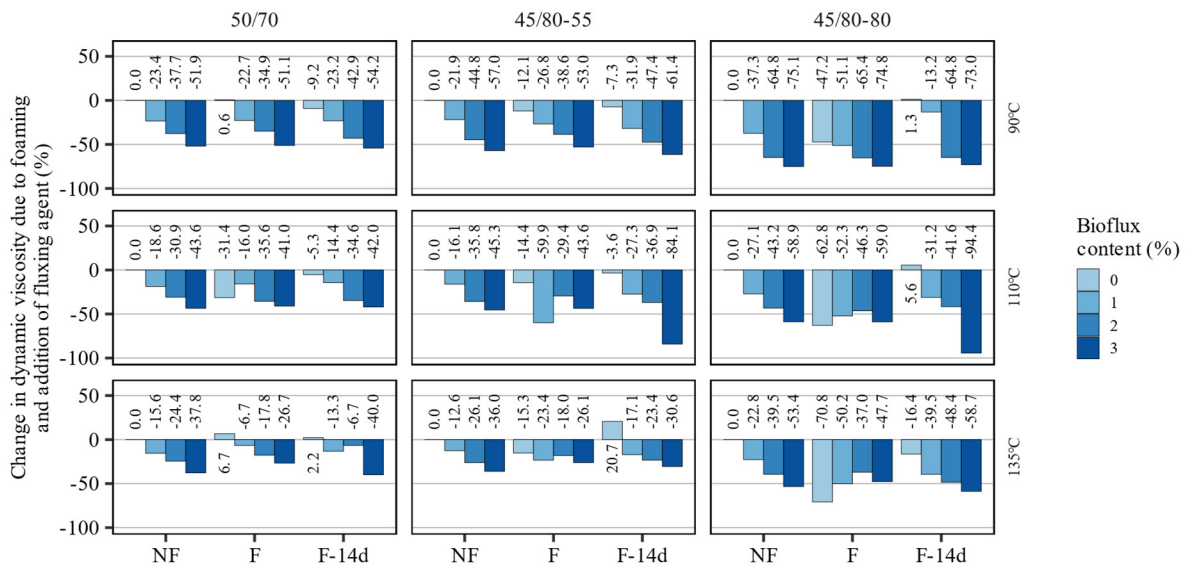 50/70 45/80-55 45/80-80
Change in dynamic viscosity due to foaming
and addition of fluxing agent (%)
50
0
-50
-100
0.0 -23.4 -37.7 -51.9 0.6 -22.7 -34.9 -51.1 -9.2 -23.2 -42.9 -54.2
0.0 -21.9 -44.8 -57.0 -12.1 -26.8 -38.6 -53.0 -7.3 -31.9 -47.4 -61.4
0.0 -37.3 -64.8 -75.1 -47.2 -51.1 -65.4 -74.8 1.3 -13.2 -64.8 -73.0
90°C
50
0
-50
-100
0.0 -18.6 -30.9 -43.6 -31.4 -16.0 -35.6 -41.0 -5.3 -14.4 -34.6 -42.0
0.0 -16.1 -35.8 -45.3 -14.4 -59.9 -29.4 -43.6 -3.6 -27.3 -36.9 -84.1
0.0 -27.1 -43.2 -58.9 -62.8 -52.3 -46.3 -59.0 5.6 -31.2 -41.6 -94.4
110°C
50
0
-50
-100
0.0 -15.6 -24.4 -37.8 6.7 -6.7 -17.8 -26.7 2.2 -13.3 -6.7 -40.0
0.0 -12.6 -26.1 -36.0 -15.3 -23.4 -18.0 -26.1 20.7 -17.1 -23.4 -30.6
0.0 -22.8 -39.5 -53.4 -70.8 -50.2 -37.0 -47.7 -16.4 -39.5 -48.4 -58.7
135°C
NF F F-14d NF F F-14d NF F F-14d
Bioflux
content (%)
0
1
2
3